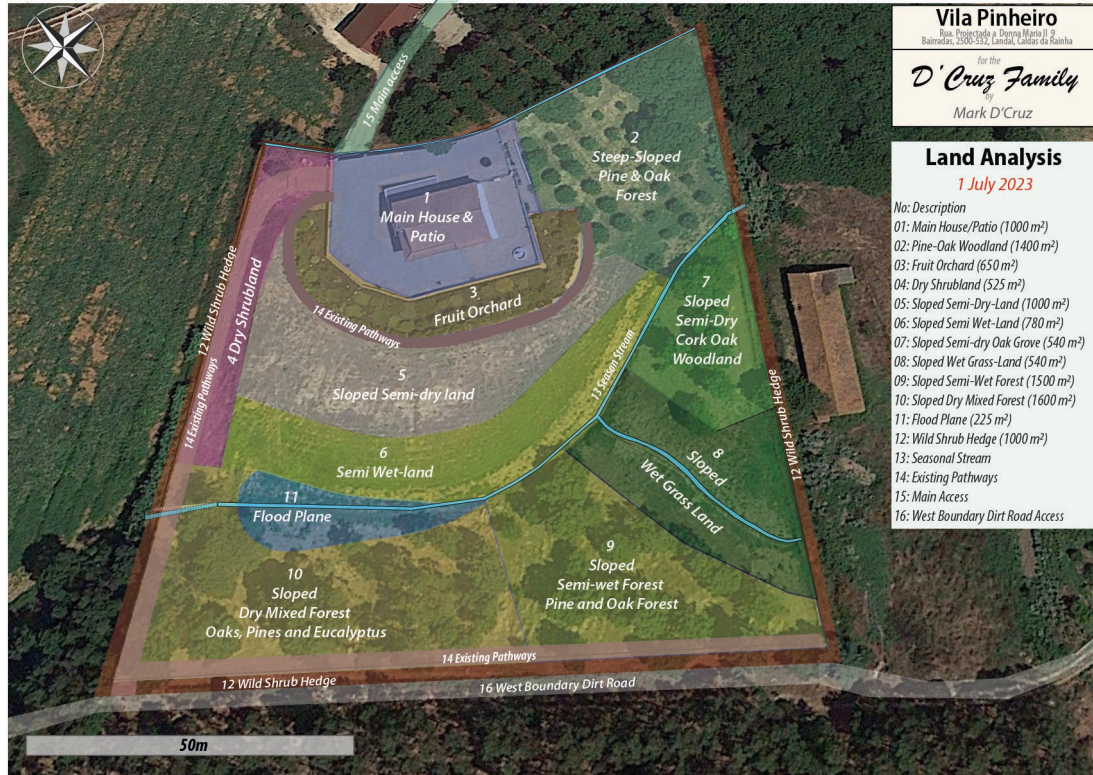 Vila Pinheiro
Rua. Projectada a Donna Maria II 9
Bairradas, 2500-532, Landal, Caldas da Rainha
for the
D'Cruz Family
by
Mark D'Cruz
Land Analysis
1 July 2023
No: Description
01: Main House/Patio (1000 m²)
02: Pine-Oak Woodland (1400 m²)
03: Fruit Orchard (650 m²)
04: Dry Shrubland (525 m²)
05: Sloped Semi-Dry-Land (1000 m²)
06: Sloped Semi Wet-Land (780 m²)
07: Sloped Semi-dry Oak Grove (540 m²)
08: Sloped Wet Grass-Land (540 m²)
09: Sloped Semi-Wet Forest (1500 m²)
10: Sloped Dry Mixed Forest (1600 m²)
11: Flood Plane (225 m²)
12: Wild Shrub Hedge (1000 m²)
13: Seasonal Stream
14: Existing Pathways
15: Main Access
16: West Boundary Dirt Road Access
15 Main access
2
Steep-Sloped
Pine & Oak
Forest
1
Main House &
Patio
3
Fruit Orchard
14 Existing Pathways
12 Wild Shrub Hedge
4 Dry Shrubland
14 Existing Pathways
5
Sloped Semi-dry land
13 Season Stream
7
Sloped
Semi-Dry
Cork Oak
Woodland
12 Wild Shrub Hedge
6
Semi Wet-land
8
Sloped
Wet Grass Land
11
Flood Plane
9
Sloped
Semi-wet Forest
Pine and Oak Forest
10
Sloped
Dry Mixed Forest
Oaks, Pines and Eucalyptus
14 Existing Pathways
12 Wild Shrub Hedge
16 West Boundary Dirt Road
50m